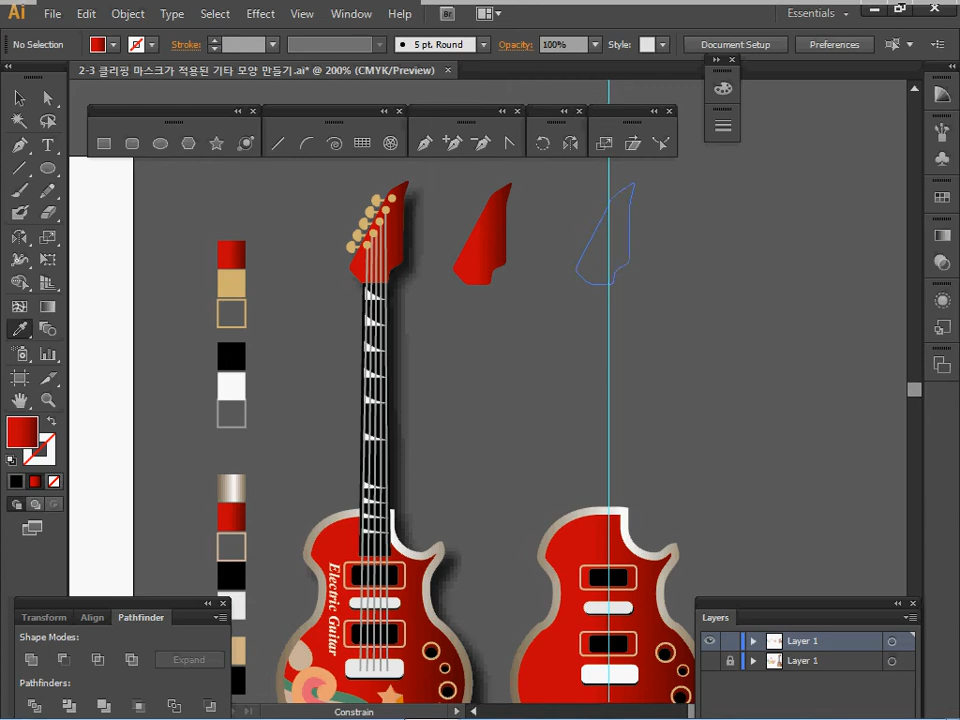 Ai File Edit Object Type Select Effect View Window Help Br Essentials
No Selection Stroke: 5 pt. Round Opacity: 100% Style: Document Setup Preferences
2-3 클리핑 마스크가 적용된 기타 모양 만들기.ai* @ 200% (CMYK/Preview)
Electric Guitar
Transform Align Pathfinder
Shape Modes:
Expand
Pathfinders:
Layers
Layer 1
Layer 1
Constrain